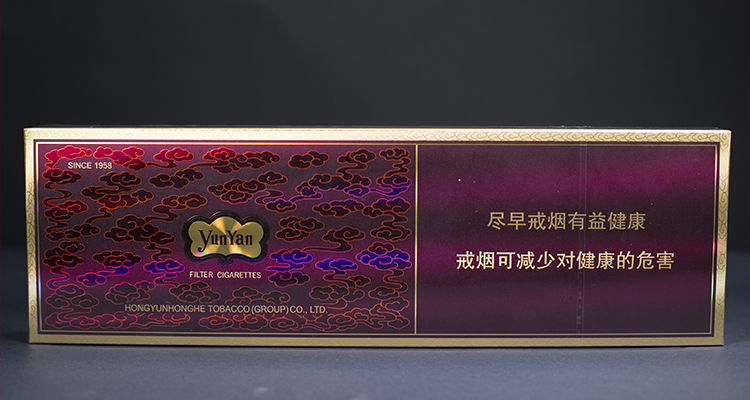 SINCE 1958
YunYan
FILTER CIGARETTES
HONGYUNHONGHE TOBACCO (GROUP) CO., LTD.
尽早戒烟有益健康
戒烟可减少对健康的危害